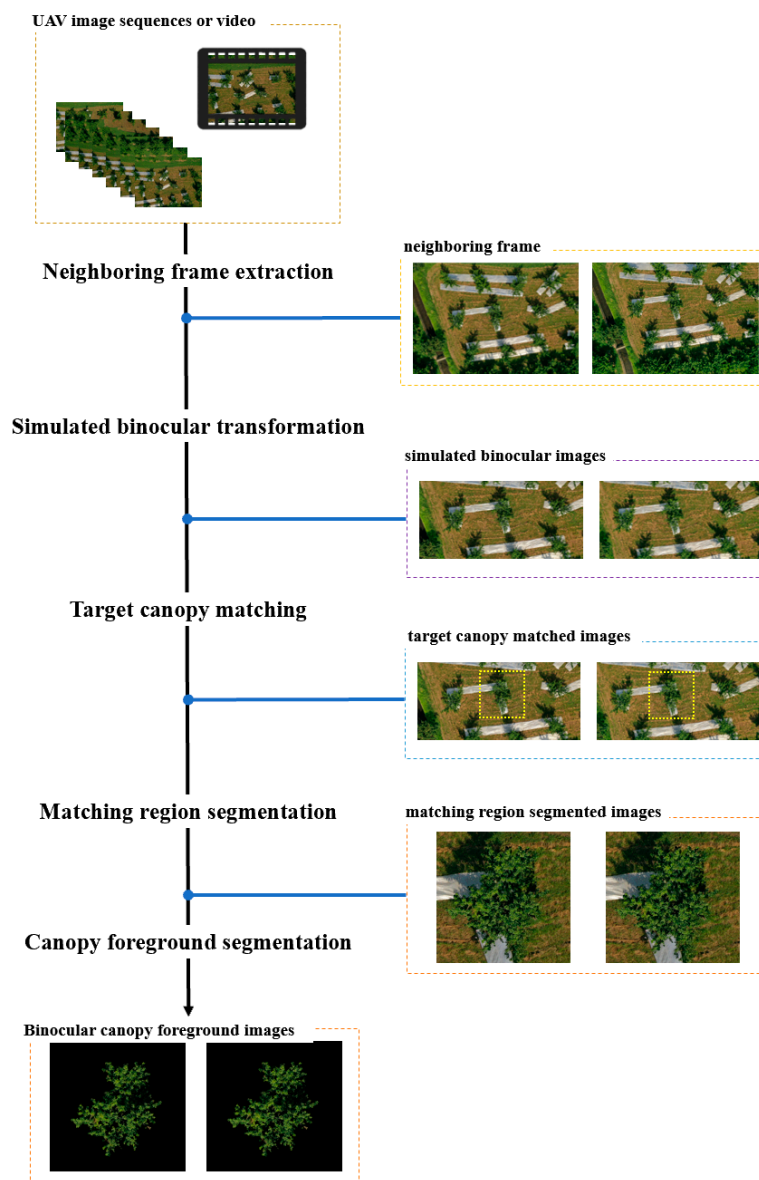 UAV image sequences or video
Neighboring frame extraction
neighboring frame
Simulated binocular transformation
simulated binocular images
Target canopy matching
target canopy matched images
Matching region segmentation
matching region segmented images
Canopy foreground segmentation
Binocular canopy foreground images